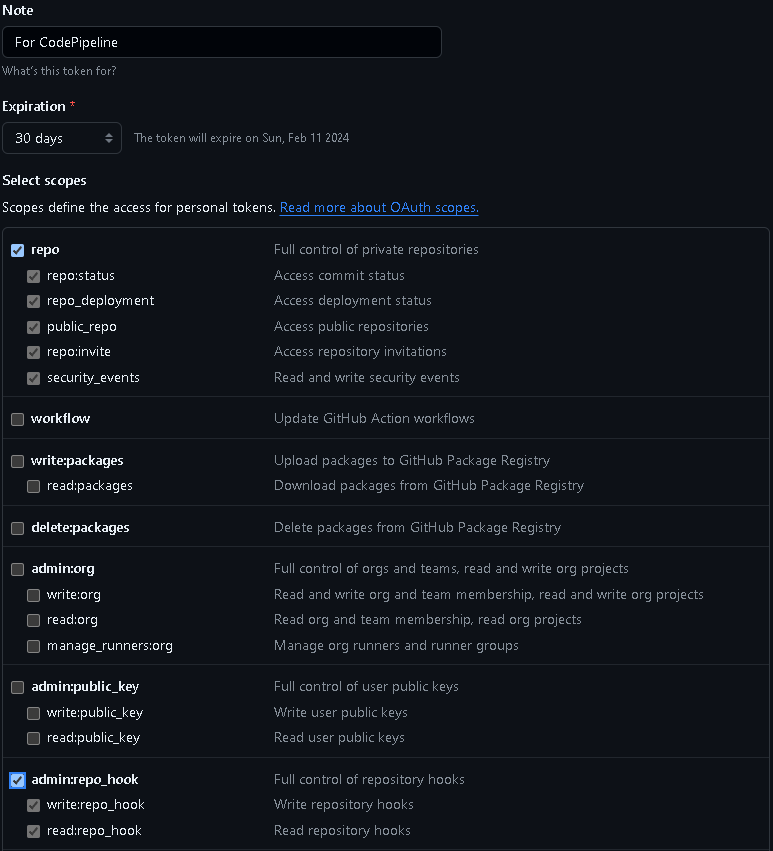 Note
For CodePipeline
What's this token for?
Expiration *
30 days The token will expire on Sun, Feb 11 2024
Select scopes
Scopes define the access for personal tokens. Read more about OAuth scopes.
repo Full control of private repositories
repo:status Access commit status
repo_deployment Access deployment status
public_repo Access public repositories
repo:invite Access repository invitations
security_events Read and write security events
workflow Update GitHub Action workflows
write:packages Upload packages to GitHub Package Registry
read:packages Download packages from GitHub Package Registry
delete:packages Delete packages from GitHub Package Registry
admin:org Full control of orgs and teams, read and write org projects
write:org Read and write org and team membership, read and write org projects
read:org Read org and team membership, read org projects
manage_runners:org Manage org runners and runner groups
admin:public_key Full control of user public keys
write:public_key Write user public keys
read:public_key Read user public keys
admin:repo_hook Full control of repository hooks
write:repo_hook Write repository hooks
read:repo_hook Read repository hooks